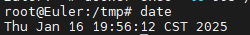 root@Euler:/tmp# date
Thu Jan 16 19:56:12 CST 2025